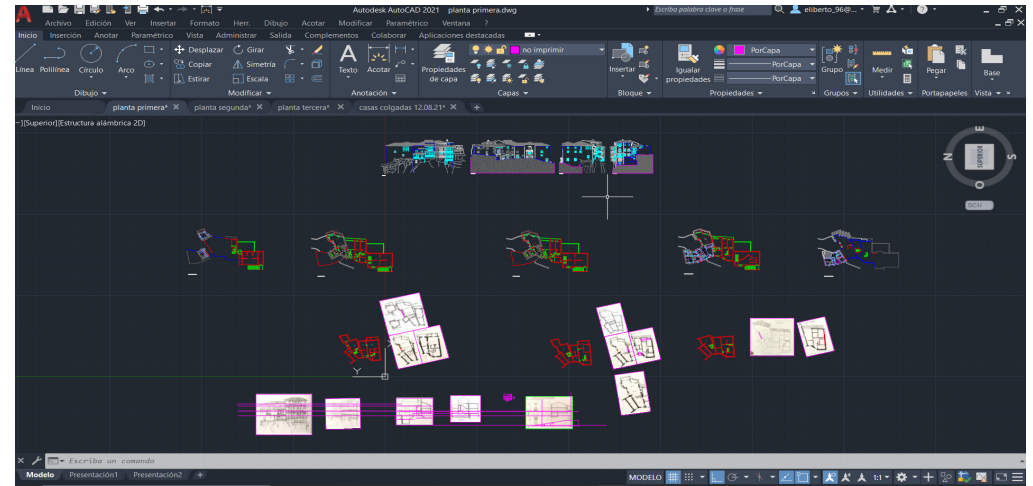 Autodesk AutoCAD 2021 planta primera.dwg
Escriba palabra clave o frase
eliberto_96@...
Archivo Edición Ver Insertar Formato Herr. Dibujo Acotar Modificar Paramétrico Ventana ?
Inicio Inserción Anotar Paramétrico Vista Administrar Salida Complementos Colaborar Aplicaciones destacadas
Desplazar Girar
no imprimir
PorCapa
Línea Polilínea Círculo Arco
Copiar Simetría
Texto Acotar
Propiedades de capa
Insertar
Igualar propiedades
PorCapa
Grupo Medir Pegar Base
Estirar Escala
PorCapa
Dibujo Modificar Anotación Capas Bloque Propiedades Grupos Utilidades Portapapeles Vista
Inicio planta primera* planta segunda* planta tercera* casas colgadas 12.08.21*
−][Superior][Estructura alámbrica 2D]
E
N SUPERIOR S
O
SCU
Y
Escriba un comando
Modelo Presentación1 Presentación2 +
MODELO 1:1